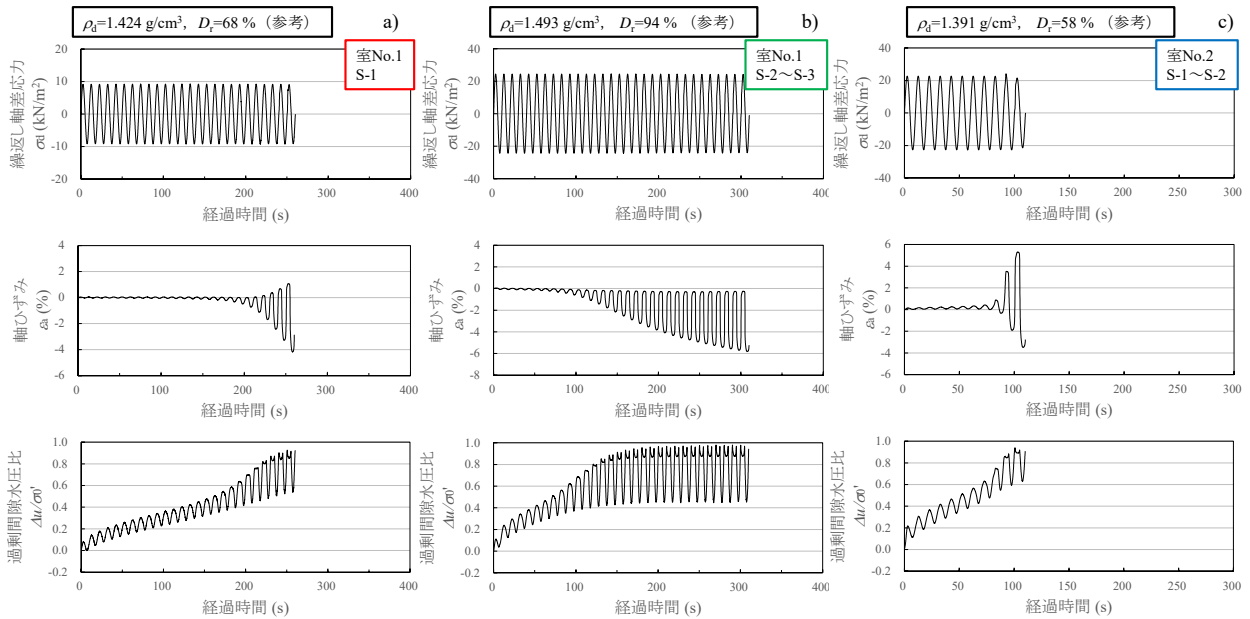 ρd=1.424 g/cm³, Dr=68 % (参考)
a)
室No.1
S-1
繰返し軸差応力
σd (kN/m²)
20
10
0
-10
-20
0 100 200 300 400
経過時間 (s)
軸ひずみ
εa (%)
4
2
0
-2
-4
-6
0 100 200 300 400
経過時間 (s)
過剰間隙水圧比
Δu/σ0'
1.0
0.8
0.6
0.4
0.2
0.0
-0.2
0 100 200 300 400
経過時間 (s)
ρd=1.493 g/cm³, Dr=94 % (参考)
b)
室No.1
S-2～S-3
繰返し軸差応力
σd (kN/m²)
40
20
0
-20
-40
0 100 200 300 400
経過時間 (s)
軸ひずみ
εa (%)
4
2
0
-2
-4
-6
-8
0 100 200 300 400
経過時間 (s)
過剰間隙水圧比
Δu/σ0'
1.0
0.8
0.6
0.4
0.2
0.0
-0.2
0 100 200 300 400
経過時間 (s)
ρd=1.391 g/cm³, Dr=58 % (参考)
c)
室No.2
S-1～S-2
繰返し軸差応力
σd (kN/m²)
40
20
0
-20
-40
0 50 100 150 200 250 300
経過時間 (s)
軸ひずみ
εa (%)
6
4
2
0
-2
-4
-6
0 50 100 150 200 250 300
経過時間 (s)
過剰間隙水圧比
Δu/σ0'
1.0
0.8
0.6
0.4
0.2
0.0
-0.2
0 50 100 150 200 250 300
経過時間 (s)